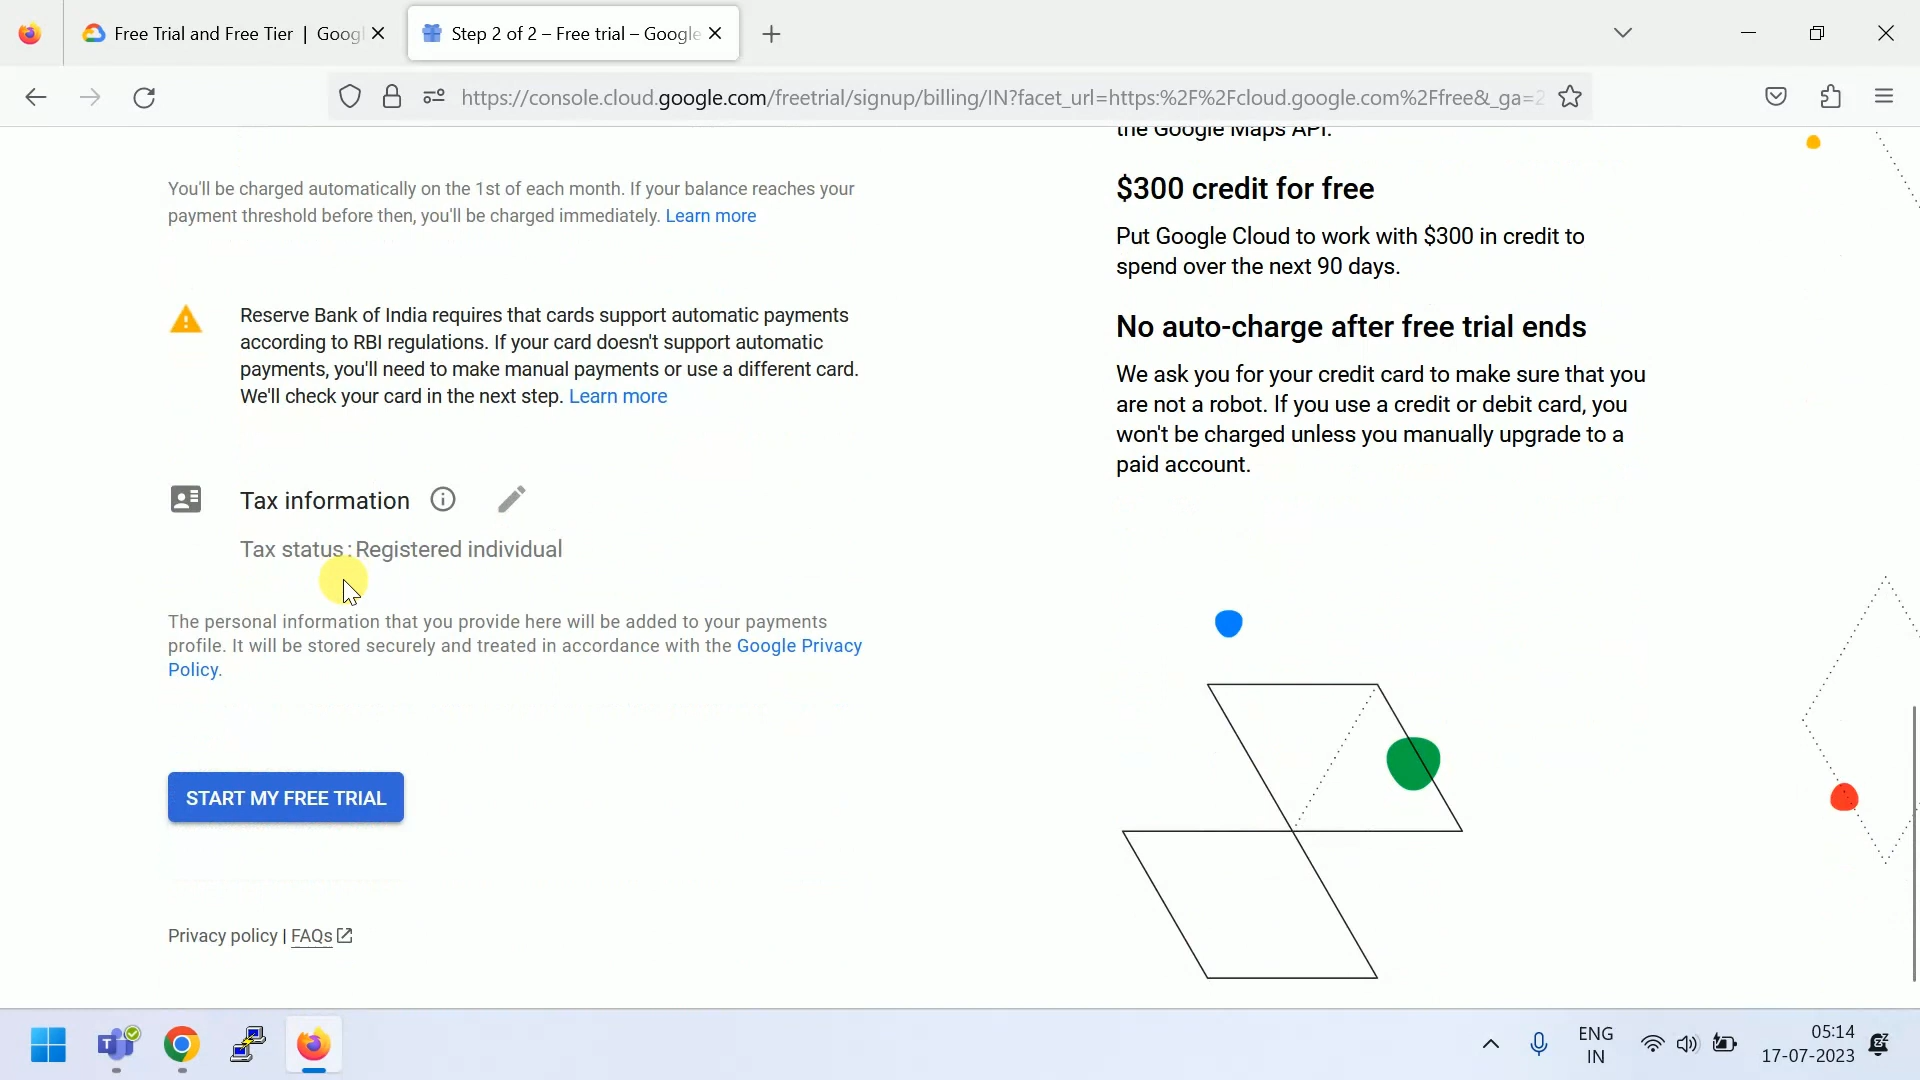 Free Trial and Free Tier | Googl
Step 2 of 2 – Free trial – Google
https://console.cloud.google.com/freetrial/signup/billing/IN?facet_url=https:%2F%2Fcloud.google.com%2Ffree&_ga=2
the Google Maps API.
You'll be charged automatically on the 1st of each month. If your balance reaches your
payment threshold before then, you'll be charged immediately. Learn more
Reserve Bank of India requires that cards support automatic payments
according to RBI regulations. If your card doesn't support automatic
payments, you'll need to make manual payments or use a different card.
We'll check your card in the next step. Learn more
Tax information
Tax status : Registered individual
The personal information that you provide here will be added to your payments
profile. It will be stored securely and treated in accordance with the Google Privacy
Policy.
START MY FREE TRIAL
Privacy policy | FAQs
$300 credit for free
Put Google Cloud to work with $300 in credit to
spend over the next 90 days.
No auto-charge after free trial ends
We ask you for your credit card to make sure that you
are not a robot. If you use a credit or debit card, you
won't be charged unless you manually upgrade to a
paid account.
ENG
IN
05:14
17-07-2023